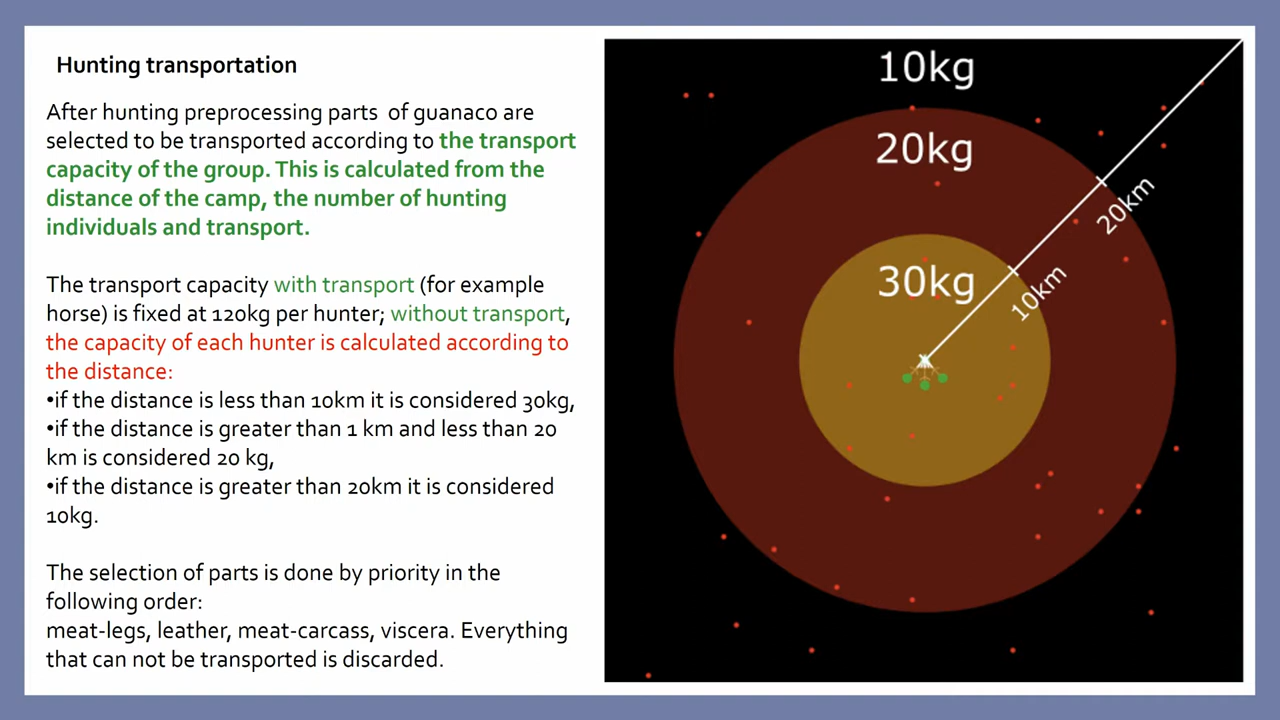 Hunting transportation
After hunting preprocessing parts of guanaco are
selected to be transported according to the transport
capacity of the group. This is calculated from the
distance of the camp, the number of hunting
individuals and transport.
The transport capacity with transport (for example
horse) is fixed at 120kg per hunter; without transport,
the capacity of each hunter is calculated according to
the distance:
•if the distance is less than 10km it is considered 30kg,
•if the distance is greater than 1 km and less than 20
km is considered 20 kg,
•if the distance is greater than 20km it is considered
10kg.
The selection of parts is done by priority in the
following order:
meat-legs, leather, meat-carcass, viscera. Everything
that can not be transported is discarded.
10kg
20kg
30kg
20km
10km